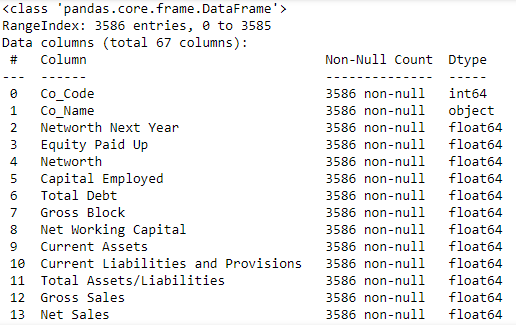 <class 'pandas.core.frame.DataFrame'>
RangeIndex: 3586 entries, 0 to 3585
Data columns (total 67 columns):
 #   Column                              Non-Null Count  Dtype
---  ------                              --------------  -----
 0   Co_Code                             3586 non-null   int64
 1   Co_Name                             3586 non-null   object
 2   Networth Next Year                  3586 non-null   float64
 3   Equity Paid Up                      3586 non-null   float64
 4   Networth                            3586 non-null   float64
 5   Capital Employed                    3586 non-null   float64
 6   Total Debt                          3586 non-null   float64
 7   Gross Block                         3586 non-null   float64
 8   Net Working Capital                 3586 non-null   float64
 9   Current Assets                      3586 non-null   float64
 10  Current Liabilities and Provisions  3586 non-null   float64
 11  Total Assets/Liabilities            3586 non-null   float64
 12  Gross Sales                         3586 non-null   float64
 13  Net Sales                           3586 non-null   float64